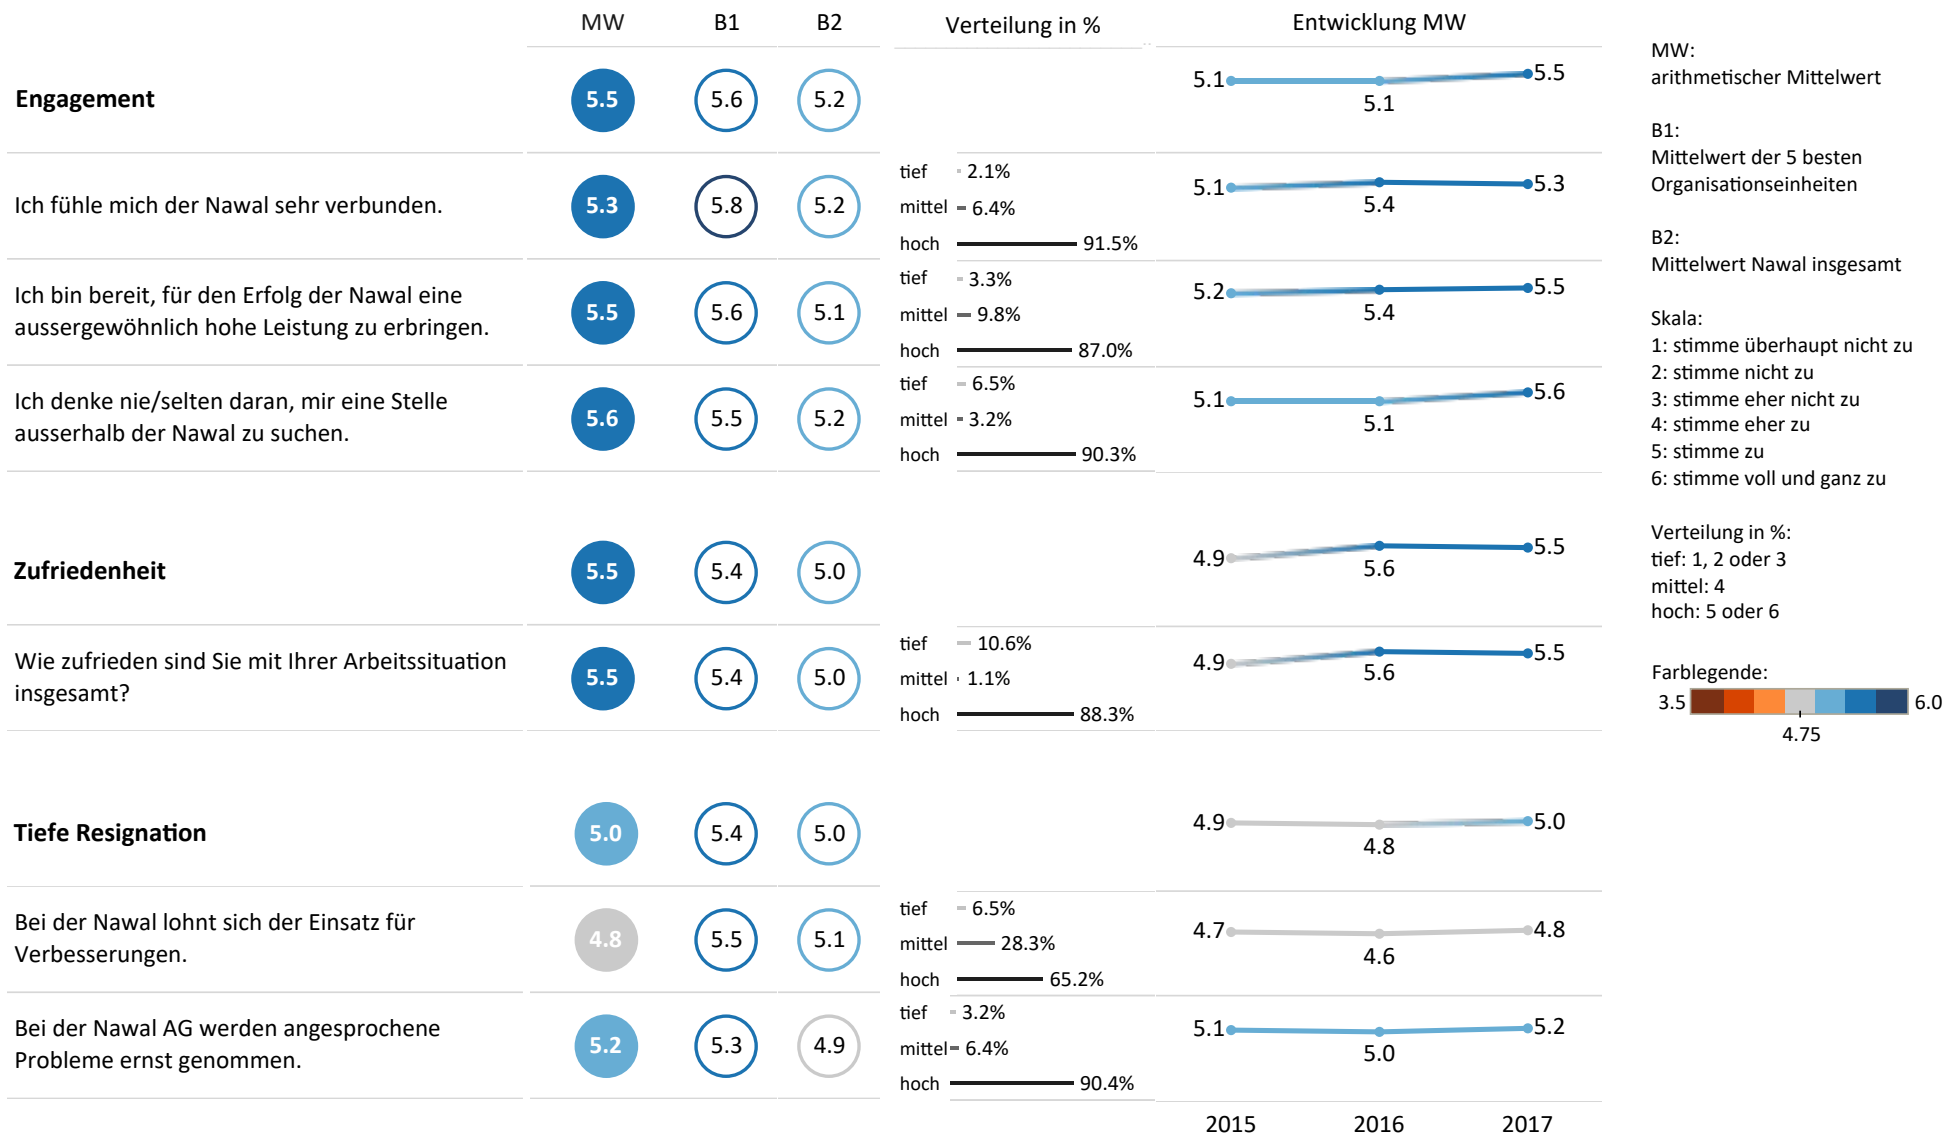 MW B1 B2 Verteilung in % Entwicklung MW
Engagement 5.5 5.6 5.2 5.1 5.1 5.5
Ich fühle mich der Nawal sehr verbunden. 5.3 5.8 5.2
tief 2.1%
mittel 6.4%
hoch 91.5%
5.1 5.4 5.3
Ich bin bereit, für den Erfolg der Nawal eine
aussergewöhnlich hohe Leistung zu erbringen.
5.5 5.6 5.1
tief 3.3%
mittel 9.8%
hoch 87.0%
5.2 5.4 5.5
Ich denke nie/selten daran, mir eine Stelle
ausserhalb der Nawal zu suchen.
5.6 5.5 5.2
tief 6.5%
mittel 3.2%
hoch 90.3%
5.1 5.1 5.6
Zufriedenheit 5.5 5.4 5.0 4.9 5.6 5.5
Wie zufrieden sind Sie mit Ihrer Arbeitssituation
insgesamt?
5.5 5.4 5.0
tief 10.6%
mittel 1.1%
hoch 88.3%
4.9 5.6 5.5
Tiefe Resignation 5.0 5.4 5.0 4.9 4.8 5.0
Bei der Nawal lohnt sich der Einsatz für
Verbesserungen.
4.8 5.5 5.1
tief 6.5%
mittel 28.3%
hoch 65.2%
4.7 4.6 4.8
Bei der Nawal AG werden angesprochene
Probleme ernst genommen.
5.2 5.3 4.9
tief 3.2%
mittel 6.4%
hoch 90.4%
5.1 5.0 5.2
2015 2016 2017
MW:
arithmetischer Mittelwert
B1:
Mittelwert der 5 besten
Organisationseinheiten
B2:
Mittelwert Nawal insgesamt
Skala:
1: stimme überhaupt nicht zu
2: stimme nicht zu
3: stimme eher nicht zu
4: stimme eher zu
5: stimme zu
6: stimme voll und ganz zu
Verteilung in %:
tief: 1, 2 oder 3
mittel: 4
hoch: 5 oder 6
Farblegende:
3.5 6.0
4.75